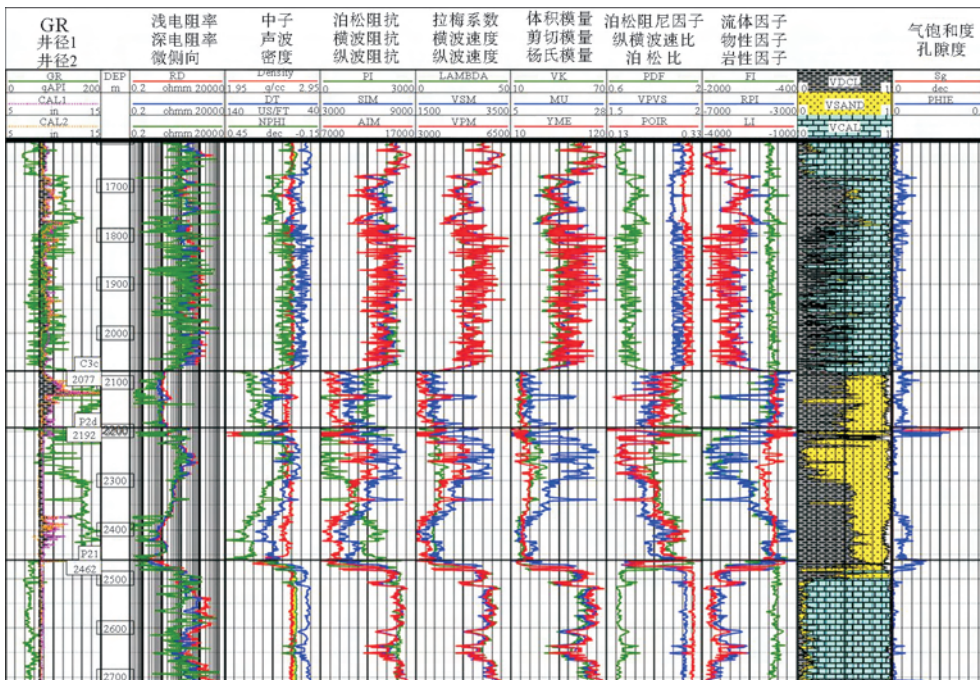 GR
井径1
井径2
浅电阻率
深电阻率
微侧向
中子
声波
密度
泊松阻抗
横波阻抗
纵波阻抗
拉梅系数
横波速度
纵波速度
体积模量
剪切模量
杨氏模量
泊松阻尼因子
纵横波速比
泊松比
流体因子
物性因子
岩性因子
气饱和度
孔隙度
GR
0 gAPI 200
CAL1
5 in 15
CAL2
5 in 15
DEP
m
RD
0.2 ohmm 20000
0.2 ohmm 20000
0.2 ohmm 20000
Density
1.95 g/cc 2.95
DT
140 US/FT 40
NPHI
0.45 dec -0.15
PI
0 3000
SIM
3000 9000
AIM
7000 17000
LAMBDA
0 50
VSM
1500 3500
VPM
3000 6500
VK
10 70
MU
5 28
YME
10 120
PDF
0.6 2
VPVS
1.5 2
POIR
0.13 0.33
FI
-2000 -400
RPI
-7000 -3000
LI
-4000 -1000
VDCL
0 1
VSAND
0 1
VCAL
0 1
Sg
0 dec
PHIE
0 dec
1700
1800
1900
2000
C3c
2077
2100
P2d
2192
2200
2300
2400
P21
2462
2500
2600
2700